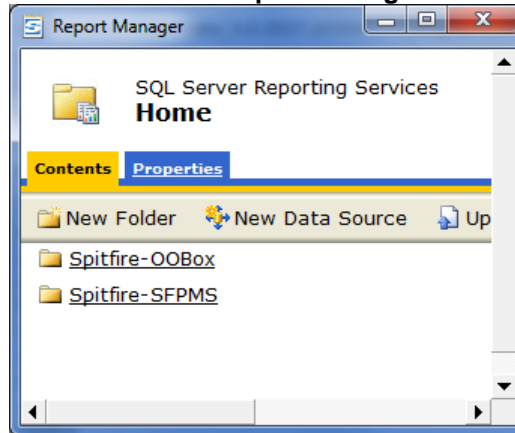 Report Manager
SQL Server Reporting Services
Home
Contents Properties
New Folder New Data Source Up
Spitfire-OOBox
Spitfire-SFPMS